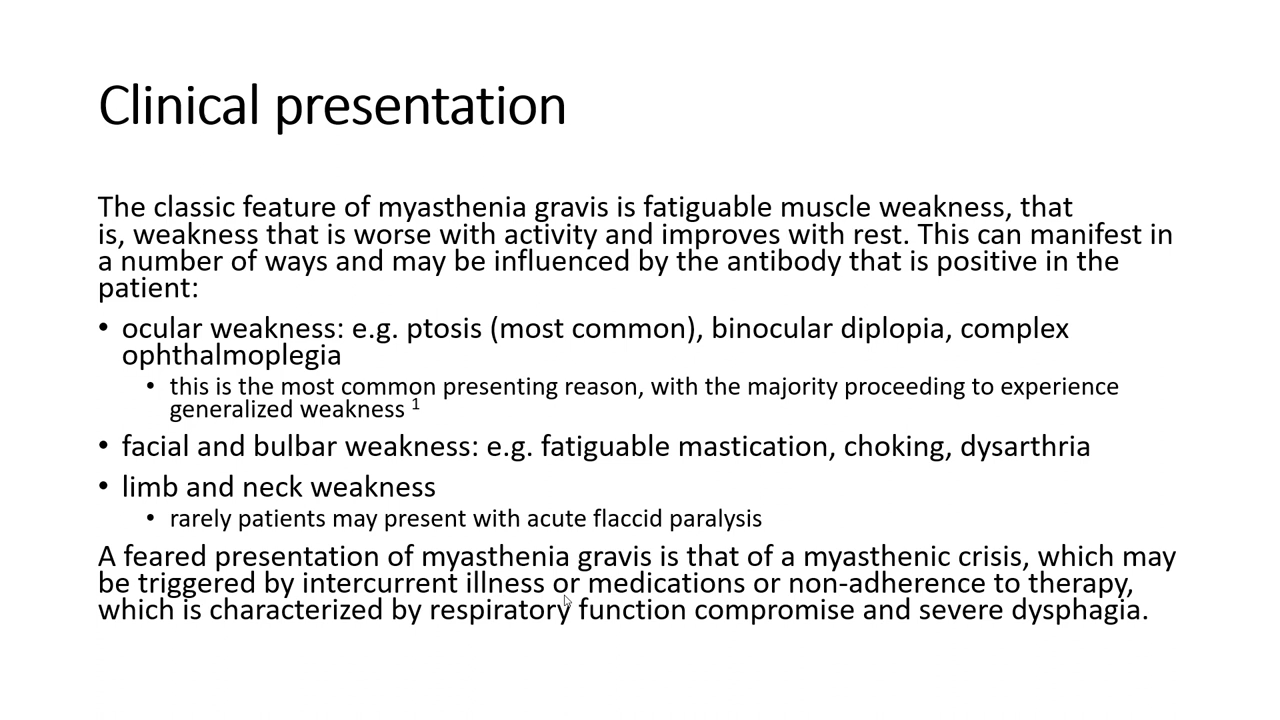 Clinical presentation
The classic feature of myasthenia gravis is fatiguable muscle weakness, that
is, weakness that is worse with activity and improves with rest. This can manifest in
a number of ways and may be influenced by the antibody that is positive in the
patient:
• ocular weakness: e.g. ptosis (most common), binocular diplopia, complex
ophthalmoplegia
• this is the most common presenting reason, with the majority proceeding to experience
generalized weakness ¹
• facial and bulbar weakness: e.g. fatiguable mastication, choking, dysarthria
• limb and neck weakness
• rarely patients may present with acute flaccid paralysis
A feared presentation of myasthenia gravis is that of a myasthenic crisis, which may
be triggered by intercurrent illness or medications or non-adherence to therapy,
which is characterized by respiratory function compromise and severe dysphagia.